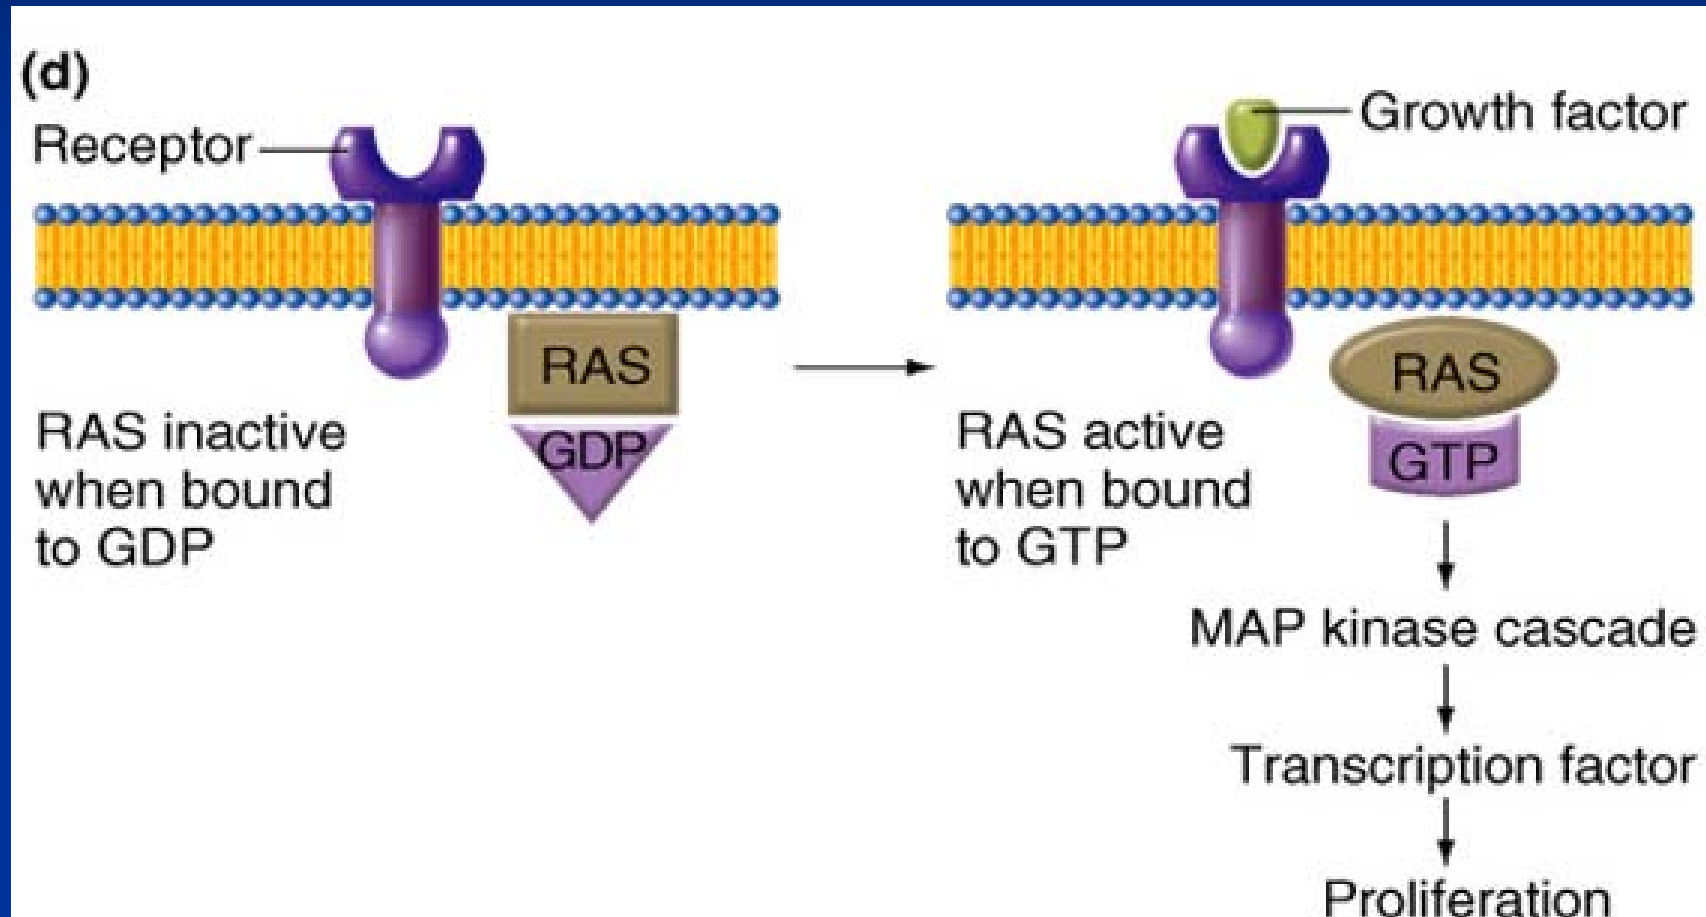 (d)
Receptor
RAS
GDP
RAS inactive
when bound
to GDP
Growth factor
RAS
GTP
RAS active
when bound
to GTP
MAP kinase cascade
Transcription factor
Proliferation